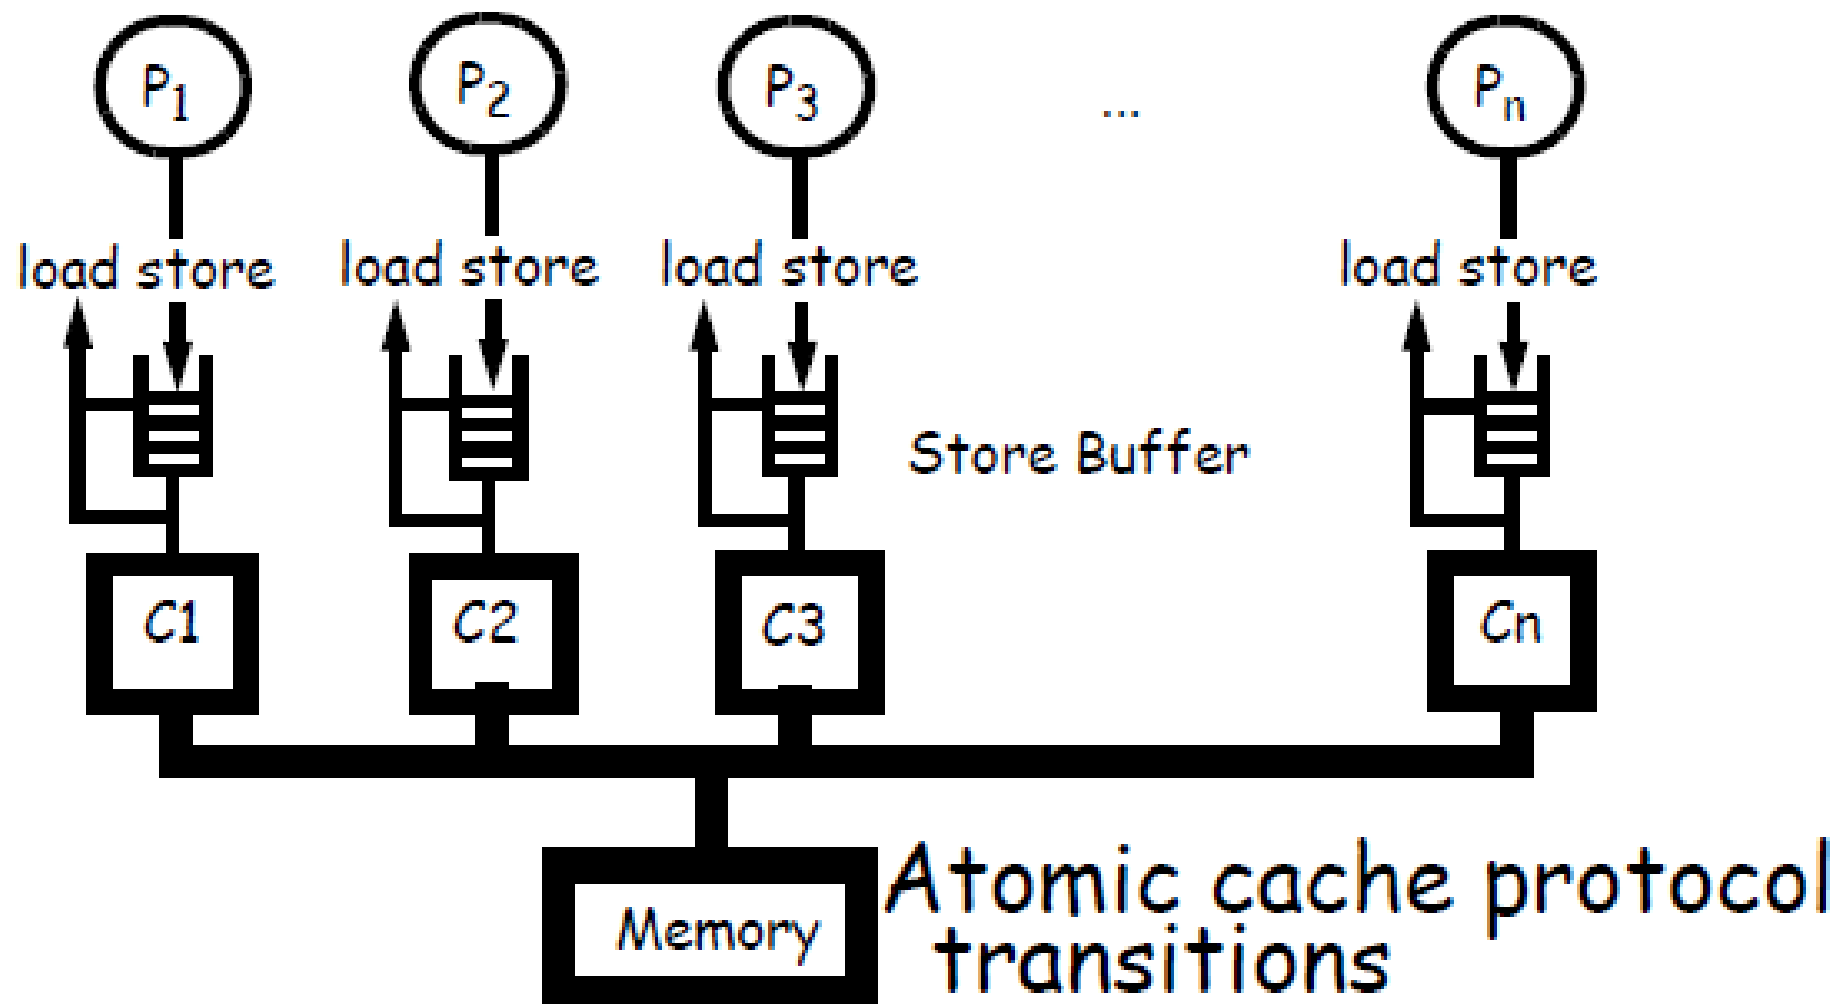 P1 P2 P3 ... Pn
load store load store load store load store
Store Buffer
C1 C2 C3 Cn
Atomic cache protocol
Memory transitions